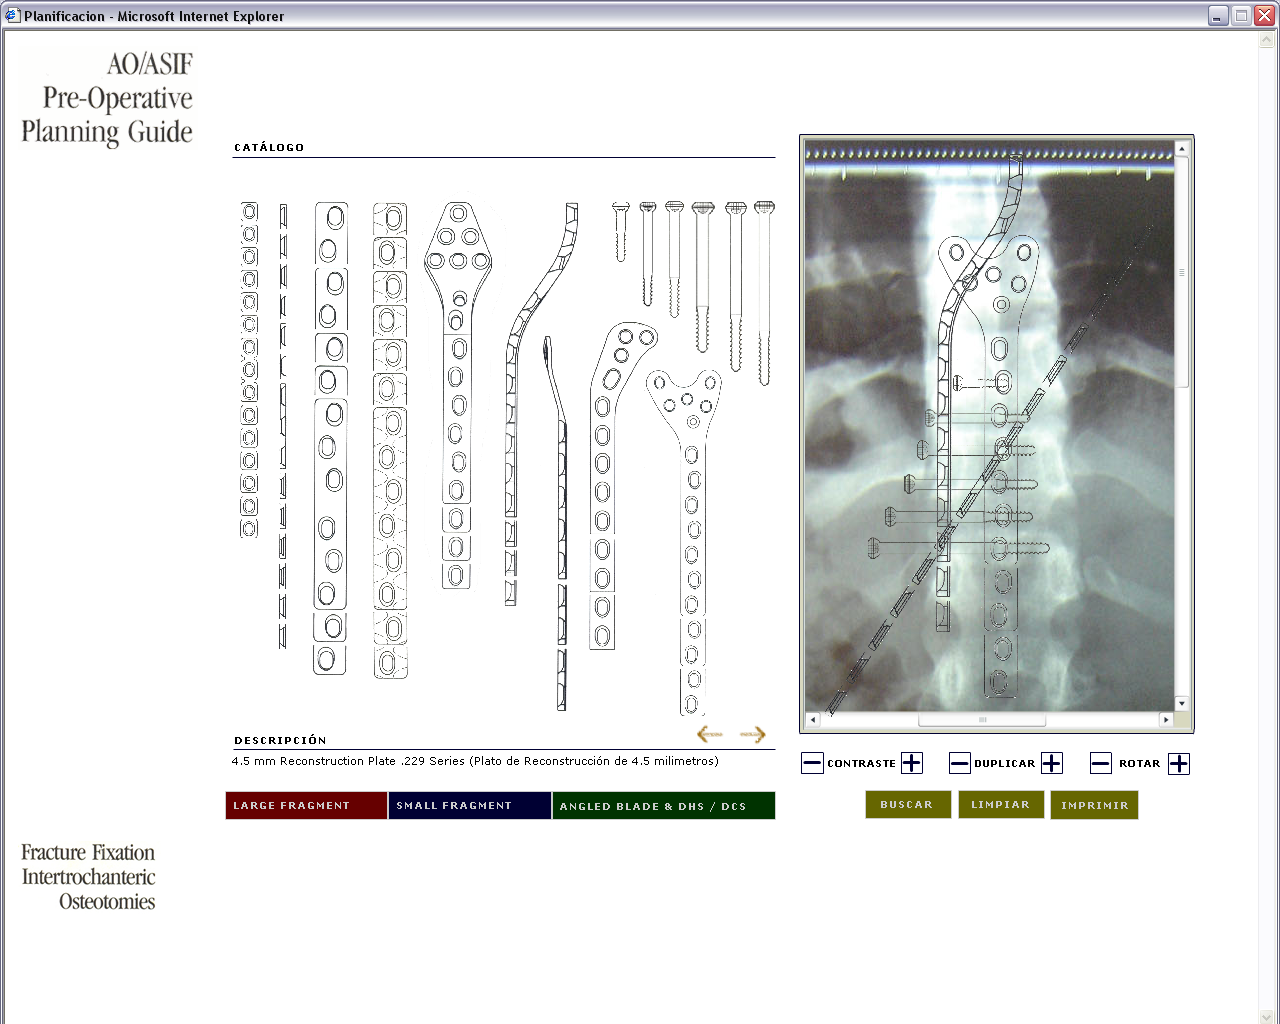 Planificacion - Microsoft Internet Explorer
AO/ASIF
Pre-Operative
Planning Guide
CATÁLOGO
DESCRIPCIÓN
4.5 mm Reconstruction Plate .229 Series (Plato de Reconstrucción de 4.5 milimetros)
CONTRASTE
DUPLICAR
ROTAR
LARGE FRAGMENT
SMALL FRAGMENT
ANGLED BLADE & DHS / DCS
BUSCAR
LIMPIAR
IMPRIMIR
Fracture Fixation
Intertrochanteric
Osteotomies